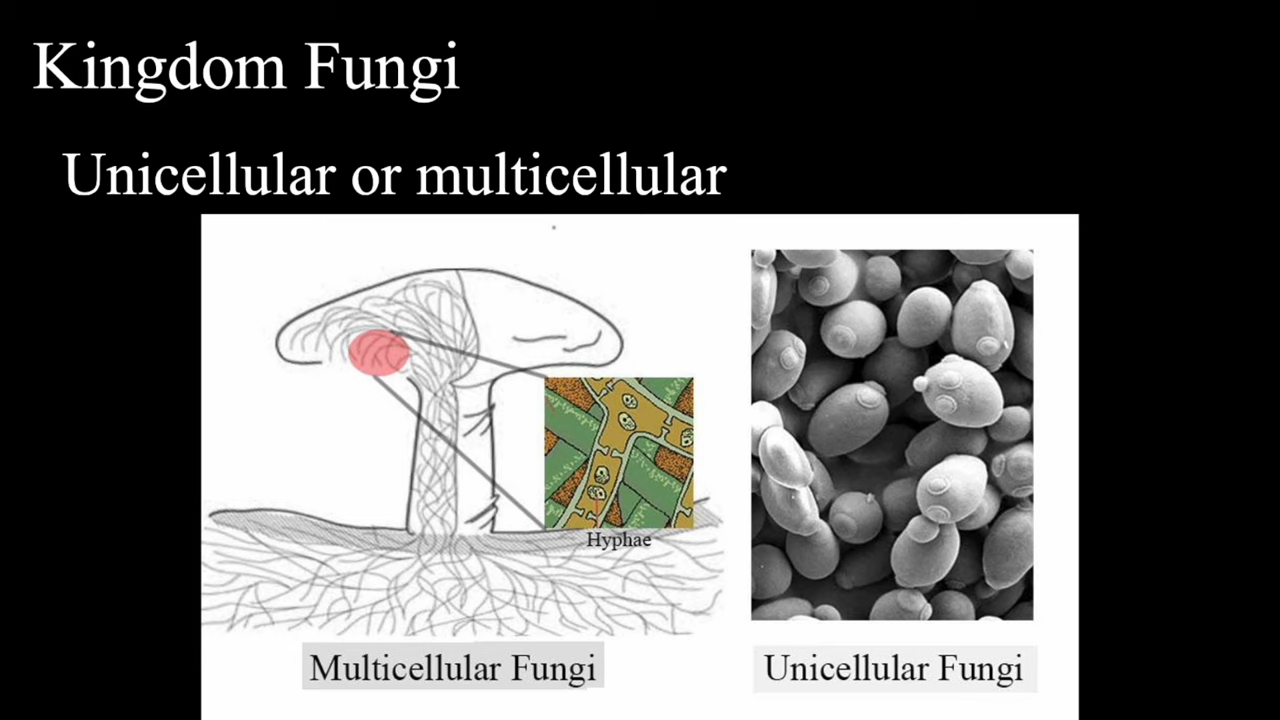 Kingdom Fungi
Unicellular or multicellular
Hyphae
Multicellular Fungi
Unicellular Fungi